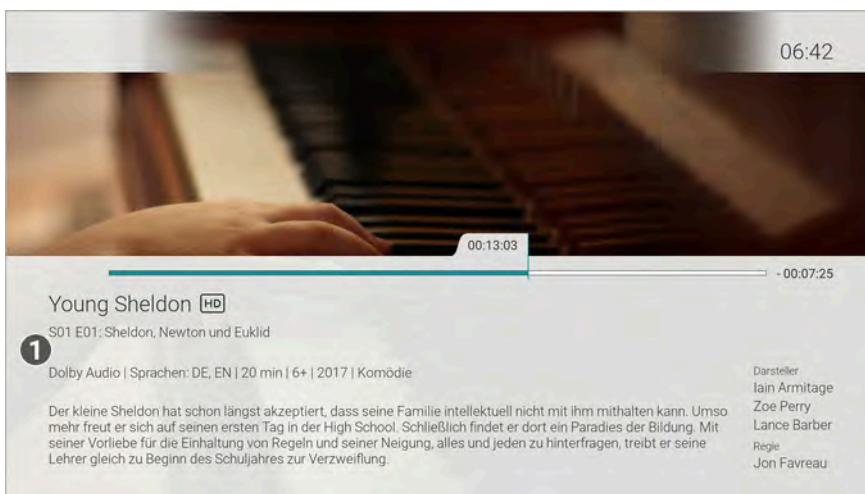 06:42
00:13:03
- 00:07:25
Young Sheldon HD
S01 E01: Sheldon, Newton und Euklid
1
Dolby Audio | Sprachen: DE, EN | 20 min | 6+ | 2017 | Komödie
Der kleine Sheldon hat schon längst akzeptiert, dass seine Familie intellektuell nicht mit ihm mithalten kann. Umso
mehr freut er sich auf seinen ersten Tag in der High School. Schließlich findet er dort ein Paradies der Bildung. Mit
seiner Vorliebe für die Einhaltung von Regeln und seiner Neigung, alles und jeden zu hinterfragen, treibt er seine
Lehrer gleich zu Beginn des Schuljahres zur Verzweiflung.
Darsteller
Iain Armitage
Zoe Perry
Lance Barber
Regie
Jon Favreau